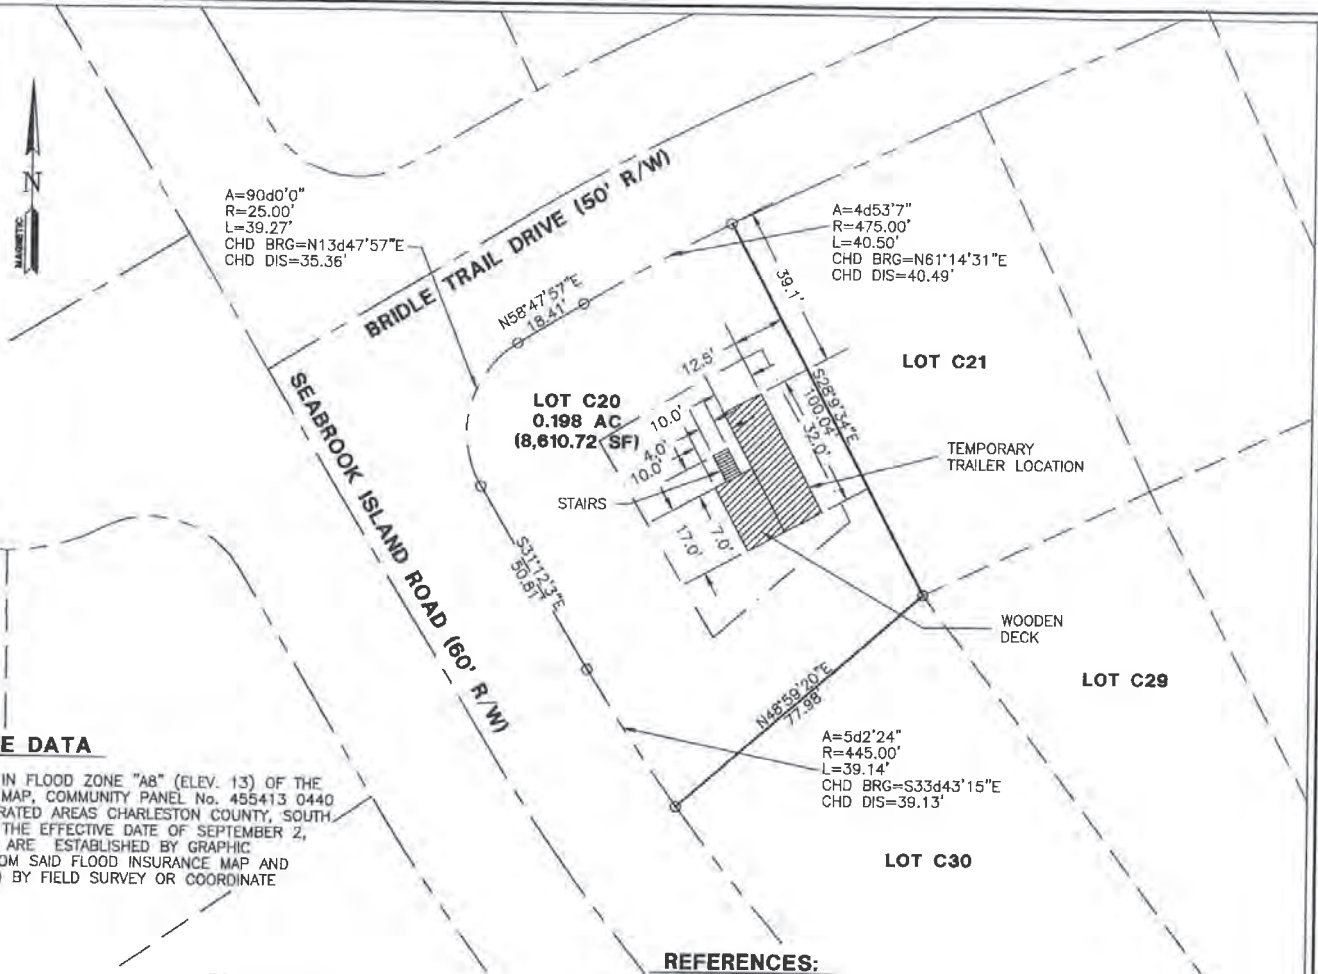 N
MAGNETIC
A=90d0'0"
R=25.00'
L=39.27'
CHD BRG=N13d47'57"E
CHD DIS=35.36'
BRIDLE TRAIL DRIVE (50' R/W)
A=4d53'7"
R=475.00'
L=40.50'
CHD BRG=N61°14'31"E
CHD DIS=40.49'
N58°47'57"E
18.41'
39.1'
LOT C21
12.6'
SEABROOK ISLAND ROAD (60' R/W)
LOT C20
0.198 AC
(8,610.72 SF)
10.0'
4.0'
10.0'
S28°9'34"E
100.04'
32.0'
TEMPORARY
TRAILER LOCATION
STAIRS
17.0'
7.0'
S31°12'3"E
50.81'
WOODEN
DECK
LOT C29
N48°59'20"E
77.98'
A=5d2'24"
R=445.00'
L=39.14'
CHD BRG=S33d43'15"E
CHD DIS=39.13'
LOT C30
E DATA
IN FLOOD ZONE "A8" (ELEV. 13) OF THE
MAP, COMMUNITY PANEL No. 455413 0440
RATED AREAS CHARLESTON COUNTY, SOUTH
THE EFFECTIVE DATE OF SEPTEMBER 2,
ARE ESTABLISHED BY GRAPHIC
OM SAID FLOOD INSURANCE MAP AND
BY FIELD SURVEY OR COORDINATE
REFERENCES: